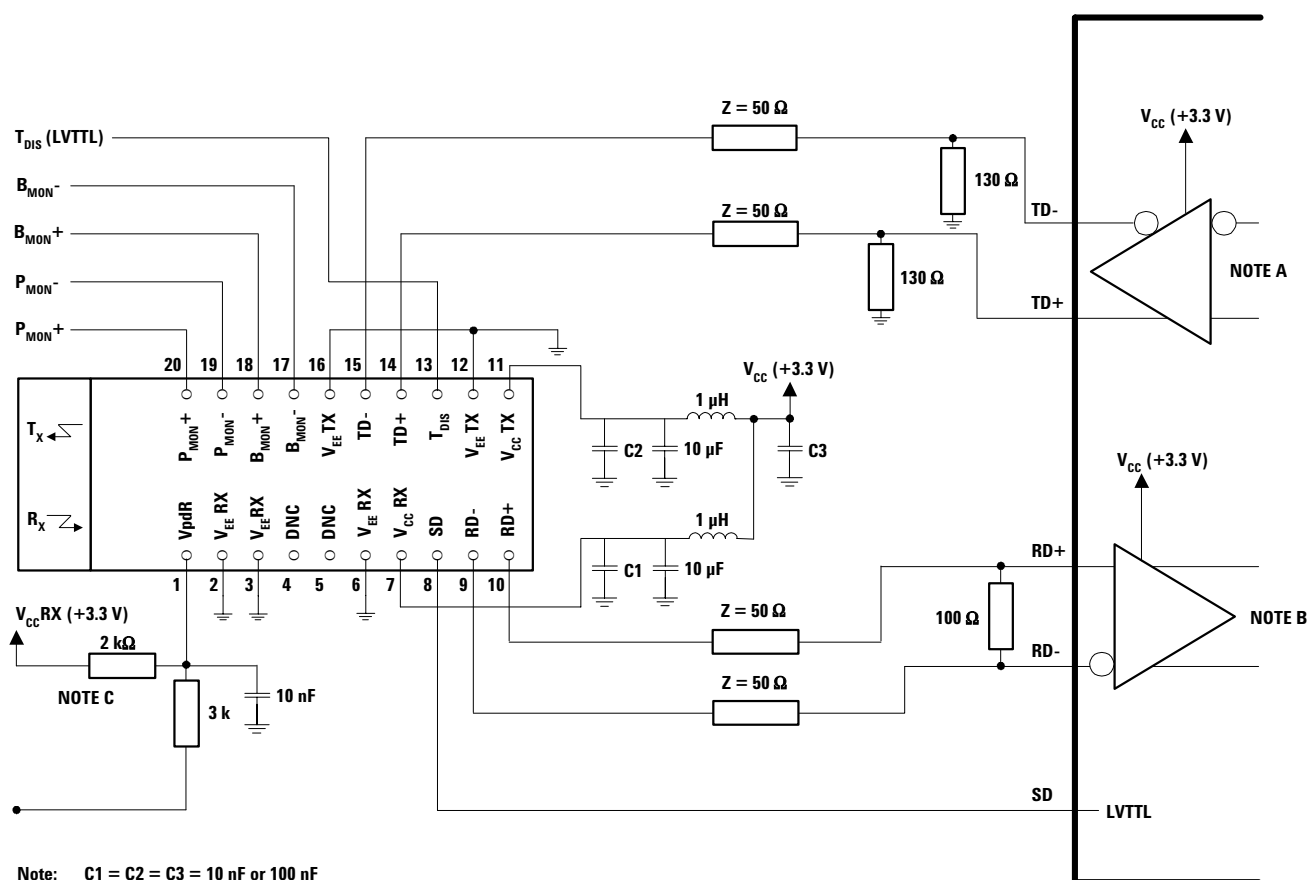 Z = 50 Ω
T_DIS (LVTTL)
V_CC (+3.3 V)
B_MON-
130 Ω
TD-
Z = 50 Ω
B_MON+
NOTE A
P_MON-
130 Ω
TD+
P_MON+
20 19 18 17 16 15 14 13 12 11
V_CC (+3.3 V)
1 µH
T_X
P_MON+
P_MON-
B_MON+
B_MON-
V_EE TX
TD-
TD+
T_DIS
V_EE TX
V_CC TX
C2
10 µF
C3
V_CC (+3.3 V)
R_X
VpdR
V_EE RX
V_EE RX
DNC
DNC
V_EE RX
V_CC RX
SD
RD-
RD+
1 µH
RD+
C1
10 µF
1 2 3 4 5 6 7 8 9 10
Z = 50 Ω
100 Ω
NOTE B
V_CC RX (+3.3 V)
RD-
2 kΩ
Z = 50 Ω
NOTE C
10 nF
3 k
SD
LVTTL
Note: C1 = C2 = C3 = 10 nF or 100 nF